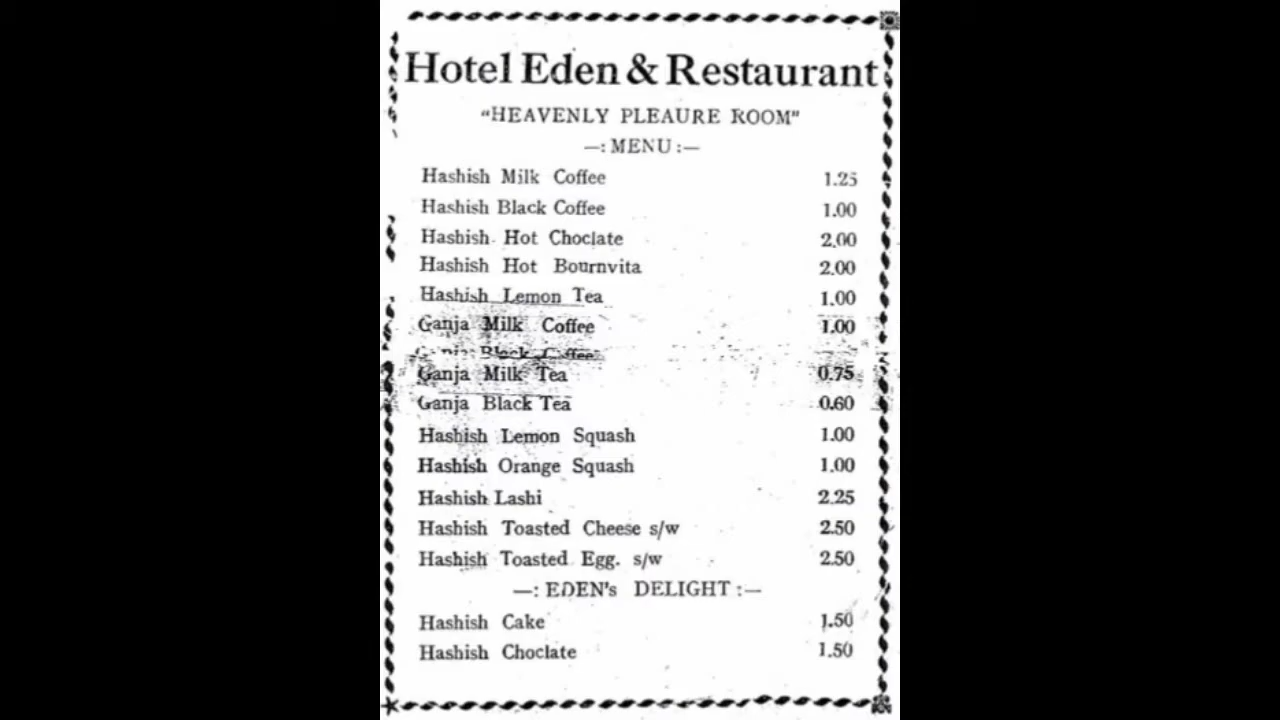 Hotel Eden & Restaurant
"HEAVENLY PLEAURE ROOM"
—: MENU :—
Hashish Milk Coffee 1.25
Hashish Black Coffee 1.00
Hashish Hot Choclate 2.00
Hashish Hot Bournvita 2.00
Hashish Lemon Tea 1.00
Ganja Milk Coffee 1.00
Ganja Black Coffee
Ganja Milk Tea 0.75
Ganja Black Tea 0.60
Hashish Lemon Squash 1.00
Hashish Orange Squash 1.00
Hashish Lashi 2.25
Hashish Toasted Cheese s/w 2.50
Hashish Toasted Egg. s/w 2.50
—: EDEN's DELIGHT :—
Hashish Cake 1.50
Hashish Choclate 1.50